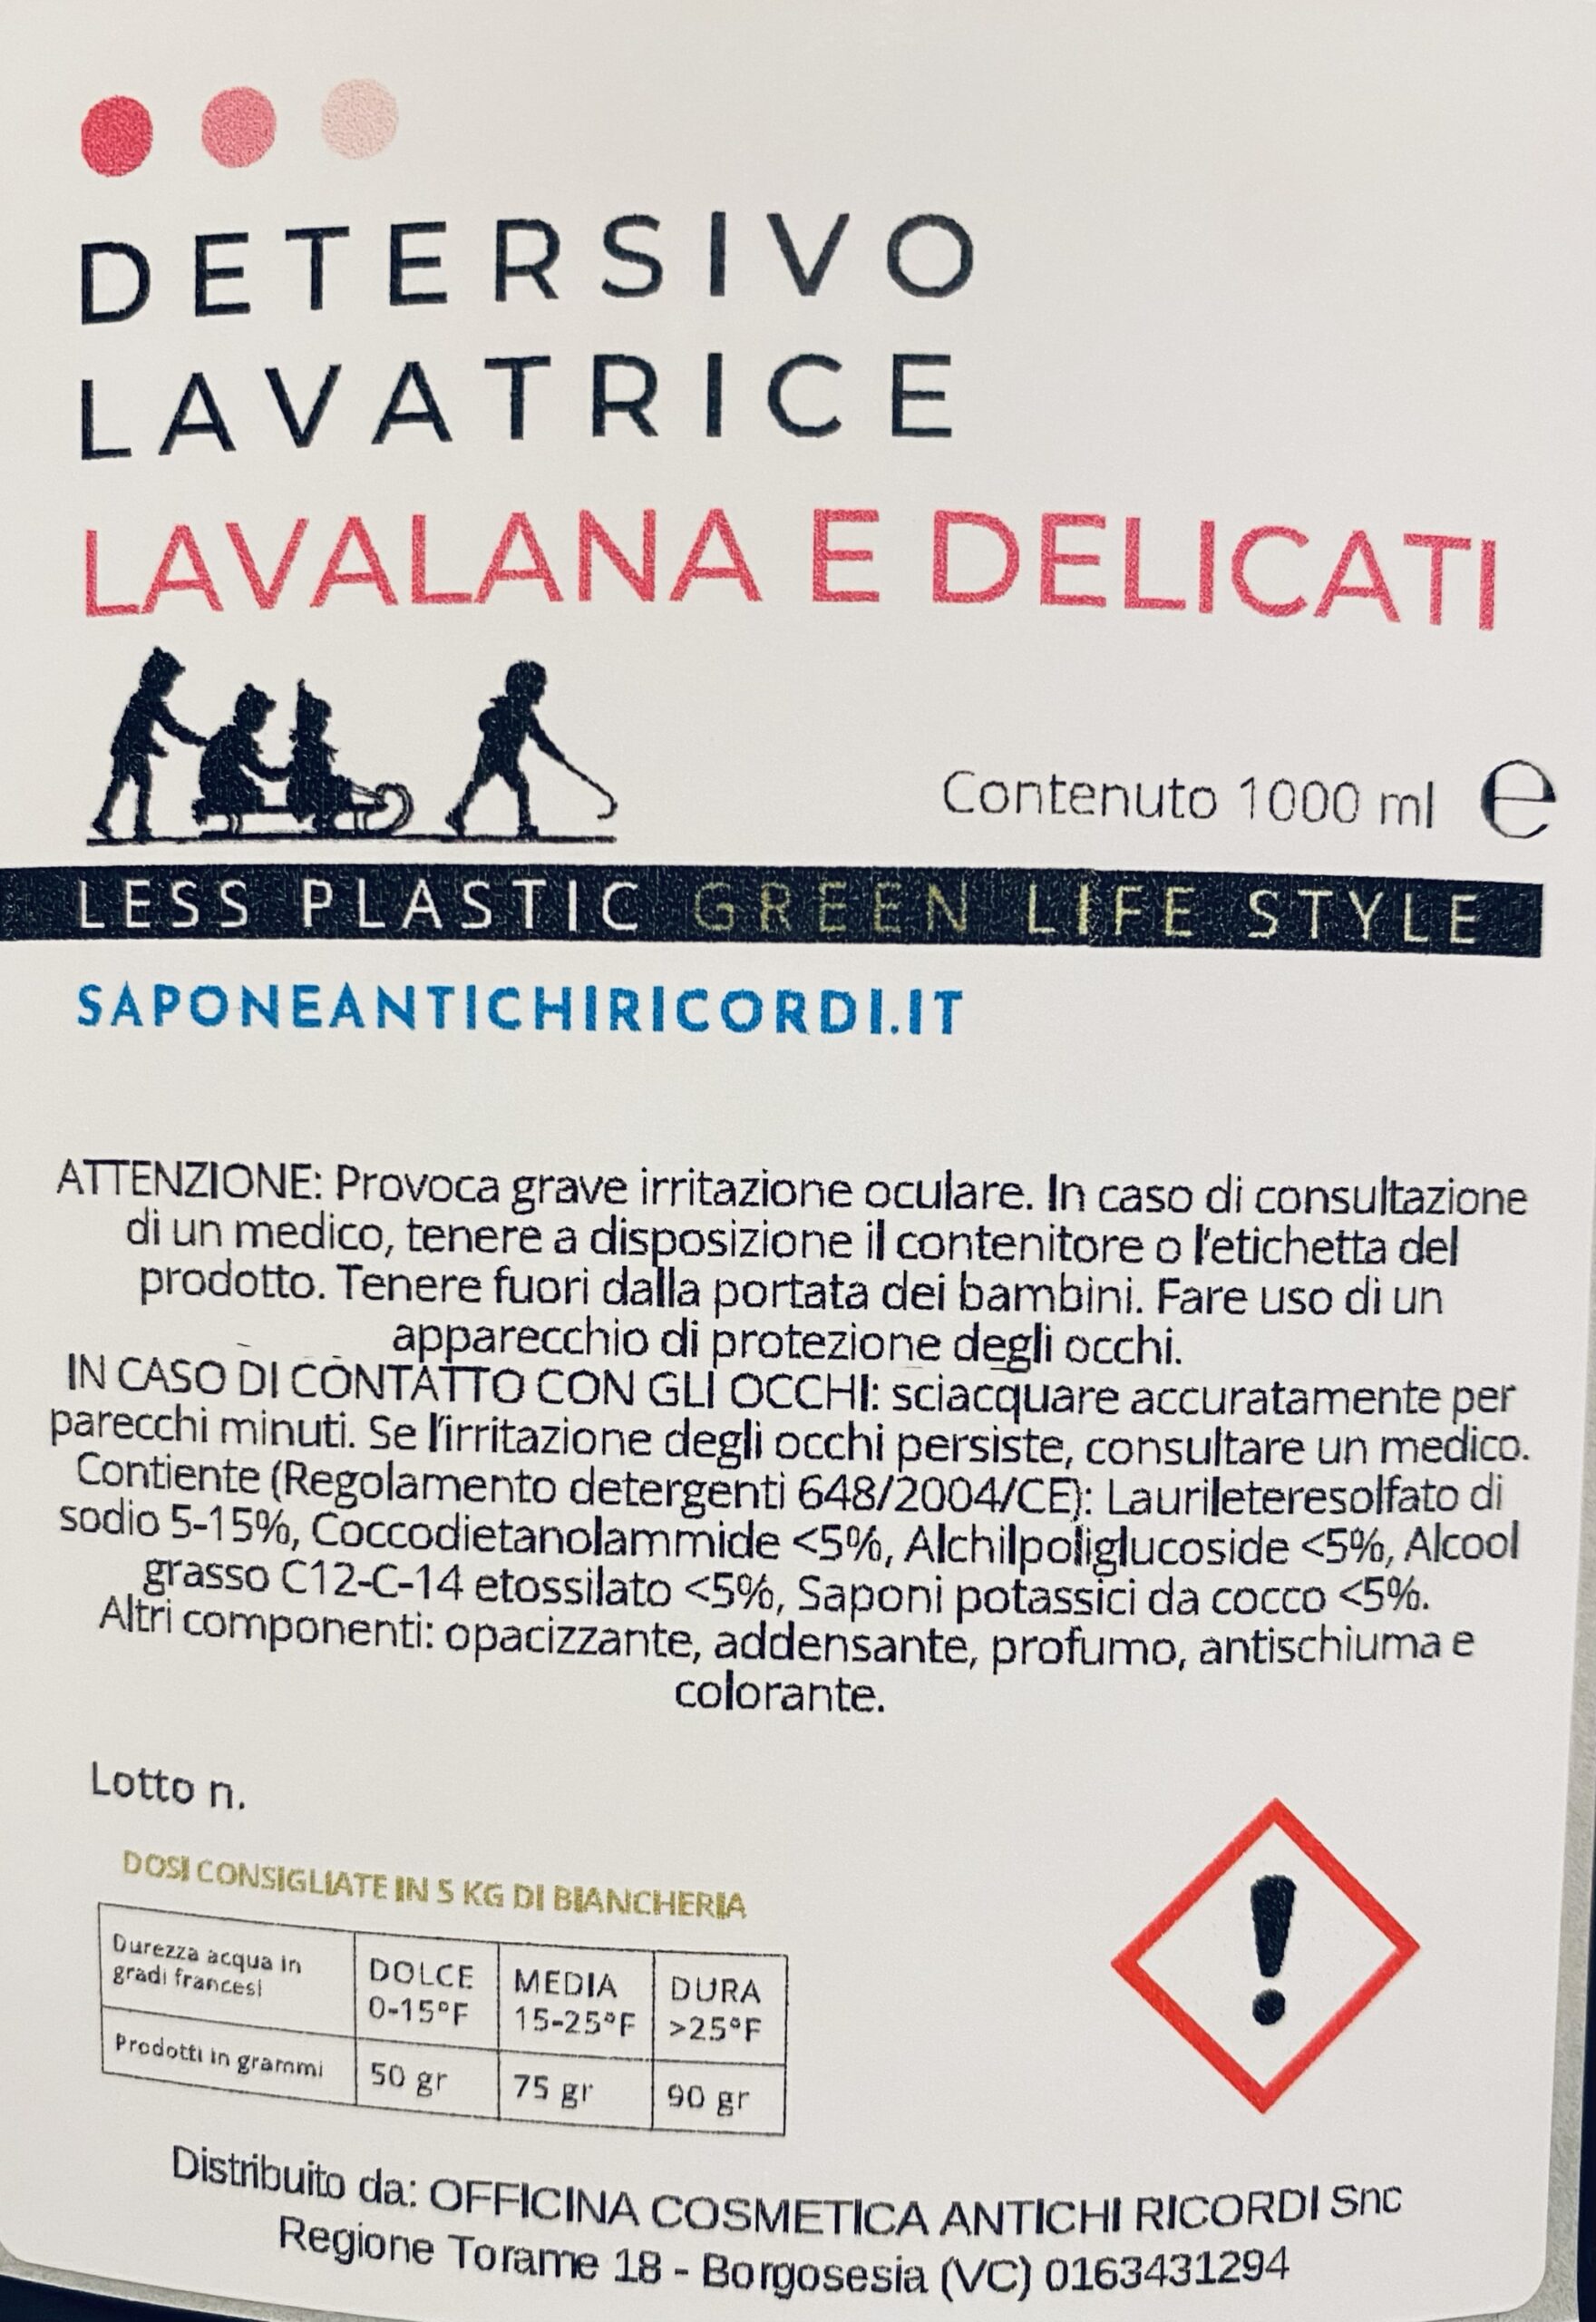 DETERSIVO
LAVATRICE
LAVALANA E DELICATI
Contenuto 1000 ml e
LESS PLASTIC GREEN LIFE STYLE
SAPONEANTICHIRICORDI.IT
ATTENZIONE: Provoca grave irritazione oculare. In caso di consultazione
di un medico, tenere a disposizione il contenitore o l'etichetta del
prodotto. Tenere fuori dalla portata dei bambini. Fare uso di un
apparecchio di protezione degli occhi.
IN CASO DI CONTATTO CON GLI OCCHI: sciacquare accuratamente per
parecchi minuti. Se l'irritazione degli occhi persiste, consultare un medico.
Contiente (Regolamento detergenti 648/2004/CE): Laurileteresolfato di
sodio 5-15%, Coccodietanolammide <5%, Alchilpoliglucoside <5%, Alcool
grasso C12-C-14 etossilato <5%, Saponi potassici da cocco <5%.
Altri componenti: opacizzante, addensante, profumo, antischiuma e
colorante.
Lotto n.
DOSI CONSIGLIATE IN 5 KG DI BIANCHERIA
Durezza acqua in
gradi francesi
DOLCE
0-15°F
MEDIA
15-25°F
DURA
>25°F
Prodotti in grammi
50 gr
75 gr
90 gr
Distribuito da: OFFICINA COSMETICA ANTICHI RICORDI Snc
Regione Torame 18 - Borgosesia (VC) 0163431294